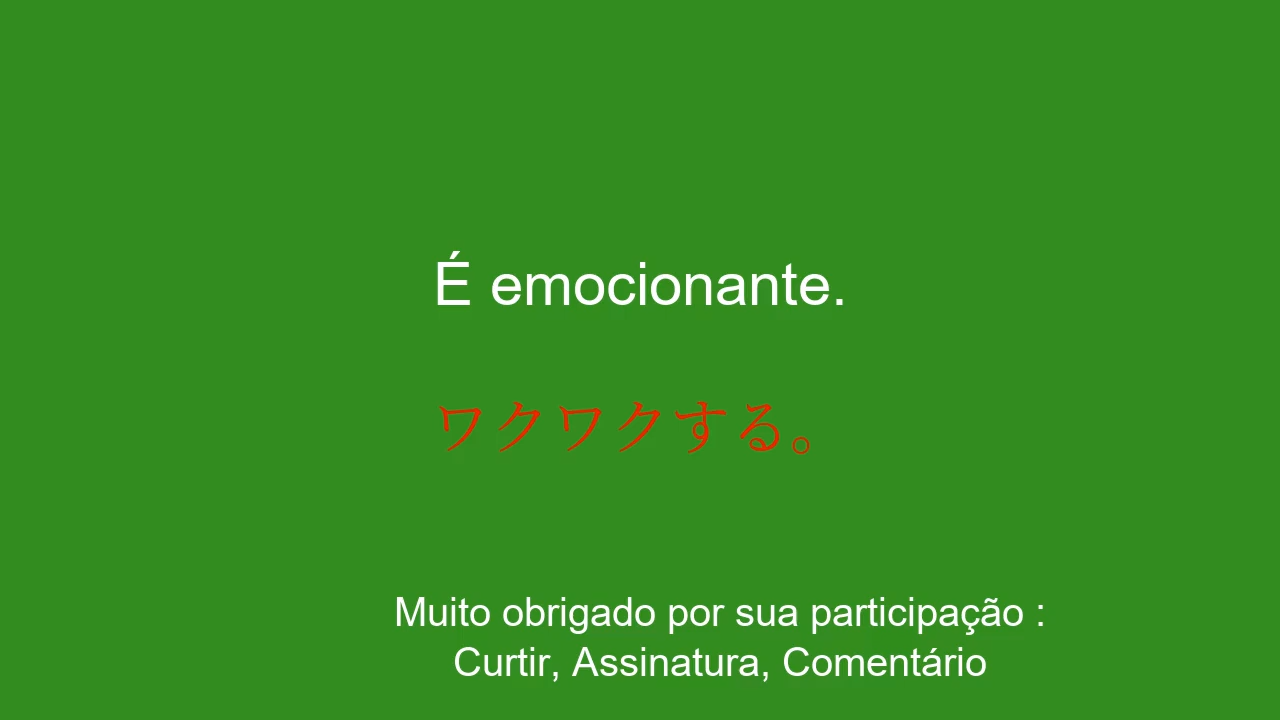 É emocionante.
ワクワクする。
Muito obrigado por sua participação :
Curtir, Assinatura, Comentário